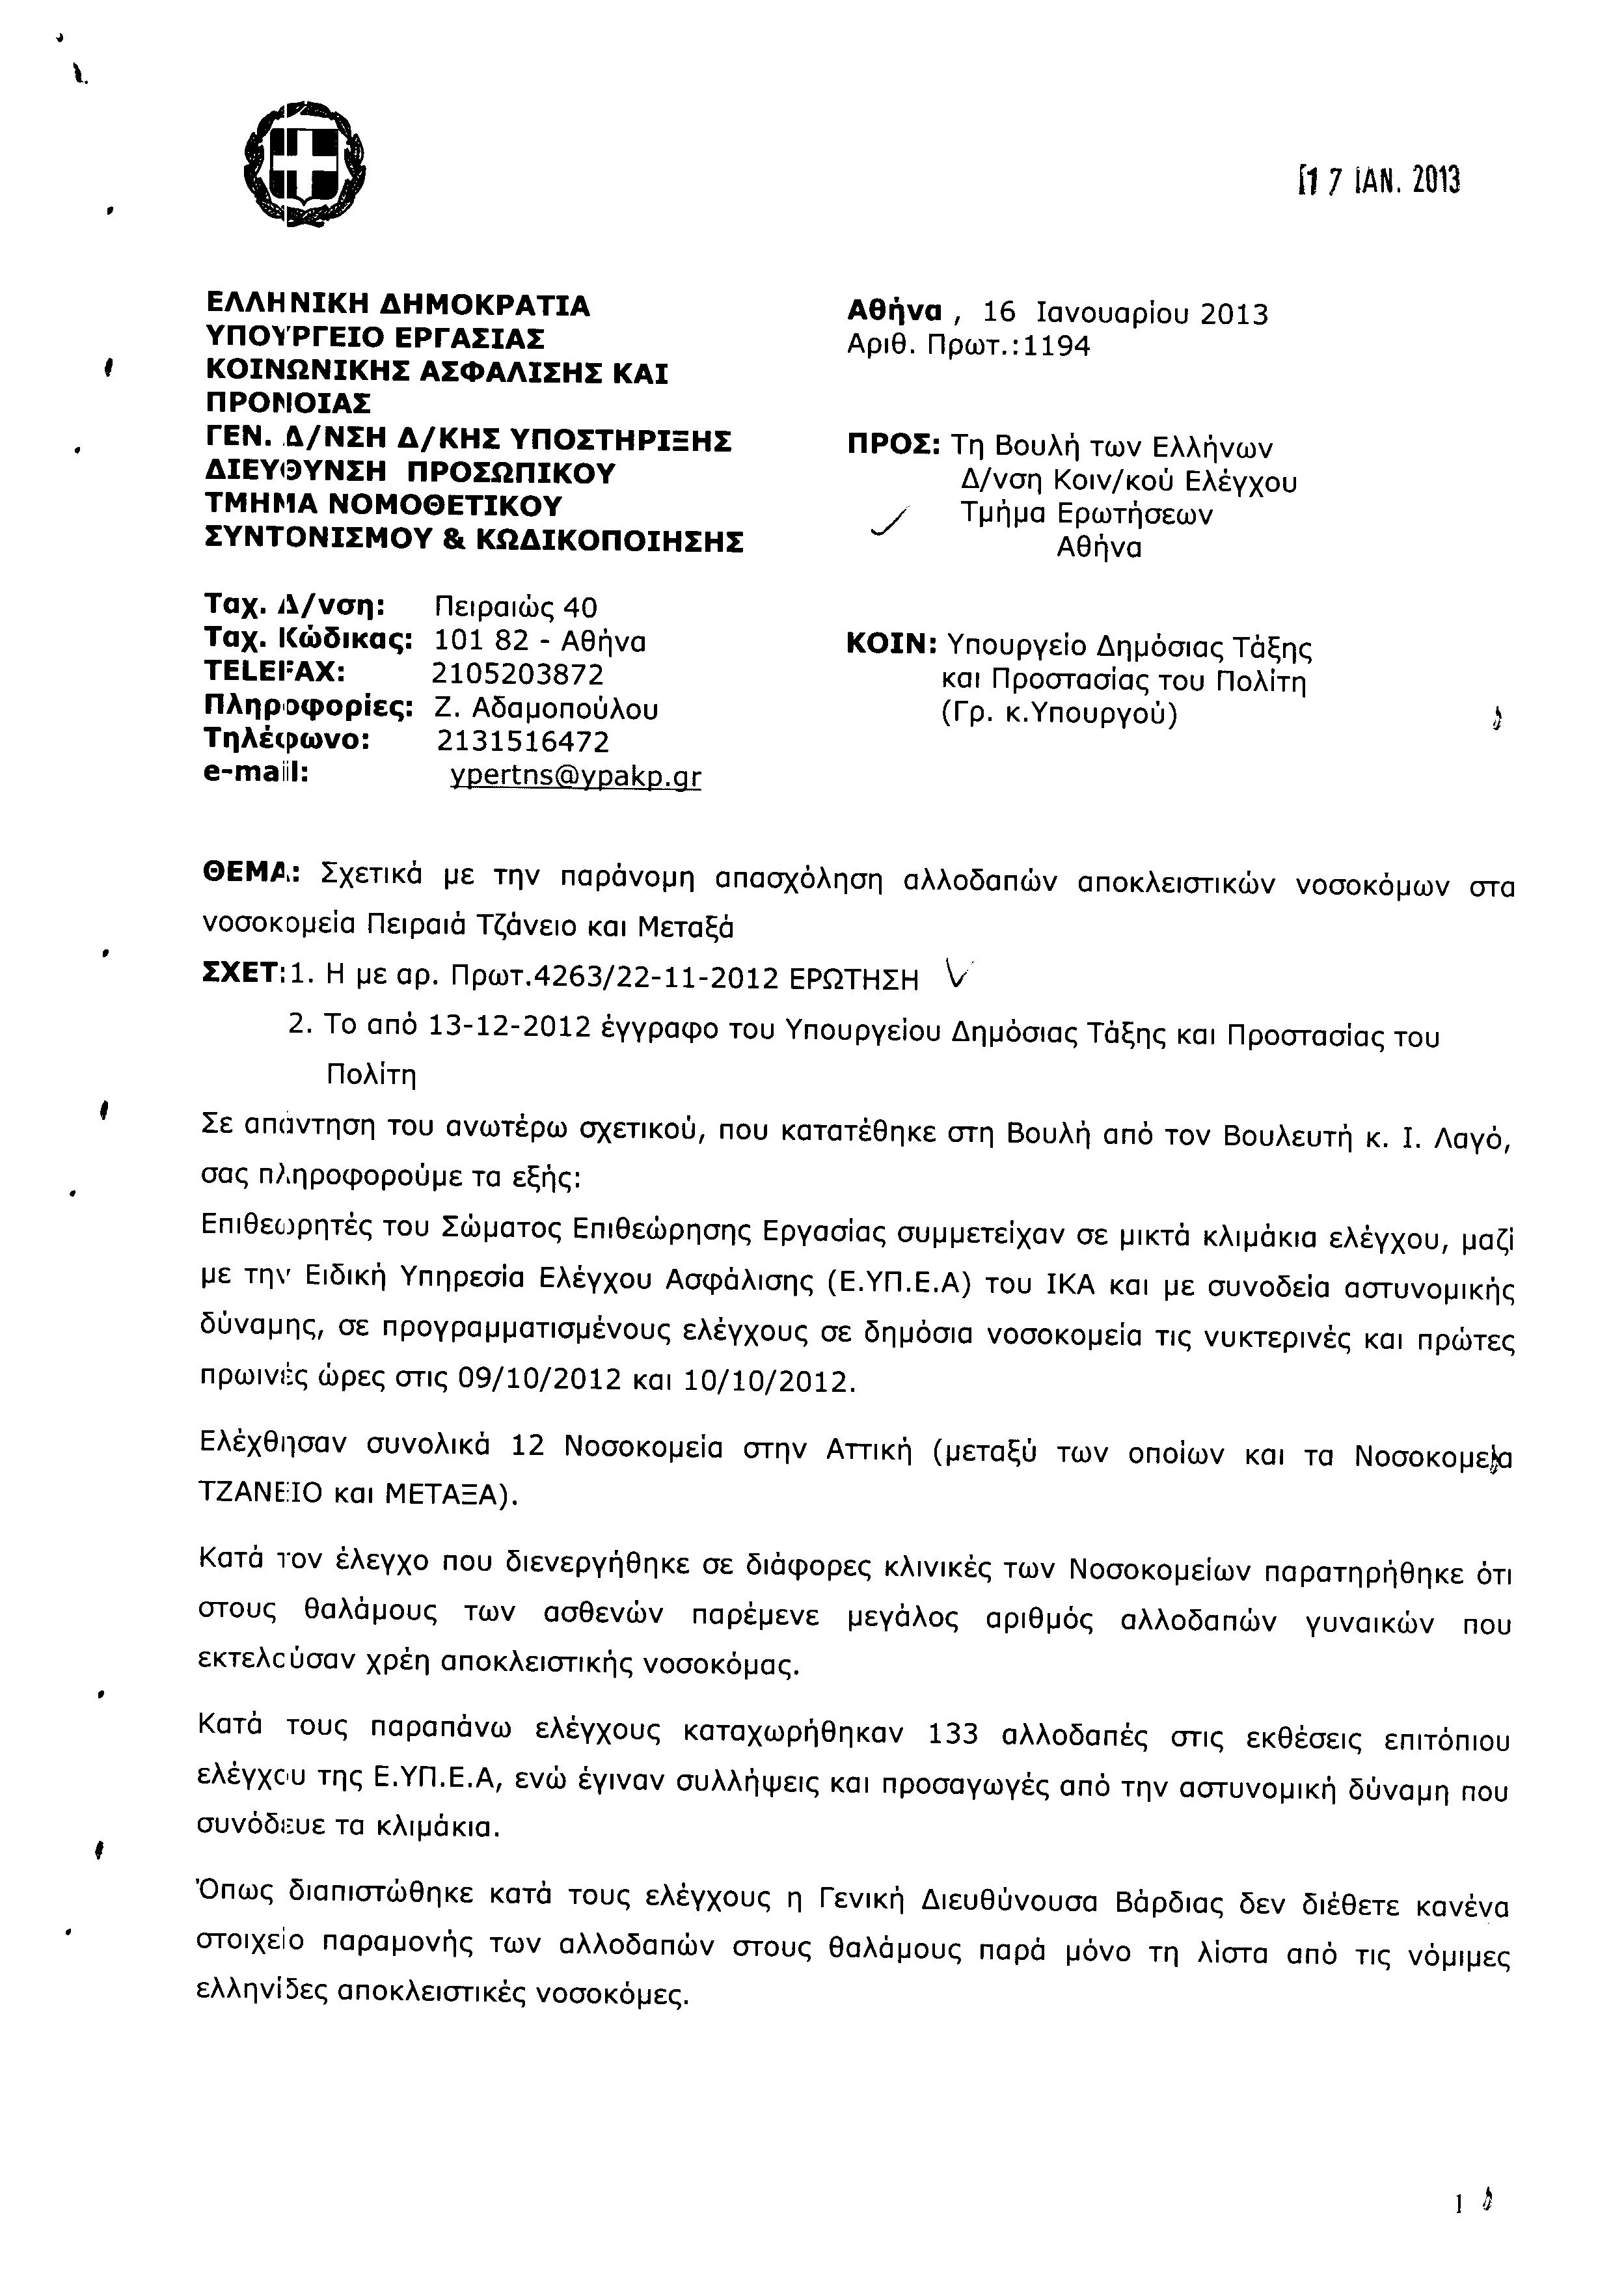 17 ΙΑΝ. 2013
ΕΛΛΗΝΙΚΗ ΔΗΜΟΚΡΑΤΙΑ
ΥΠΟΥΡΓΕΙΟ ΕΡΓΑΣΙΑΣ
ΚΟΙΝΩΝΙΚΗΣ ΑΣΦΑΛΙΣΗΣ ΚΑΙ
ΠΡΟΝΟΙΑΣ
ΓΕΝ. Δ/ΝΣΗ Δ/ΚΗΣ ΥΠΟΣΤΗΡΙΞΗΣ
ΔΙΕΥΘΥΝΣΗ ΠΡΟΣΩΠΙΚΟΥ
ΤΜΗΜΑ ΝΟΜΟΘΕΤΙΚΟΥ
ΣΥΝΤΟΝΙΣΜΟΥ & ΚΩΔΙΚΟΠΟΙΗΣΗΣ
Ταχ. Δ/νση: Πειραιώς 40
Ταχ. Κώδικας: 101 82 - Αθήνα
TELEFAX: 2105203872
Πληροφορίες: Ζ. Αδαμοπούλου
Τηλέφωνο: 2131516472
e-mail: ypertns@ypakp.gr
Αθήνα , 16 Ιανουαρίου 2013
Αριθ. Πρωτ.:1194
ΠΡΟΣ: Τη Βουλή των Ελλήνων
Δ/νση Κοιν/κού Ελέγχου
Τμήμα Ερωτήσεων
Αθήνα
ΚΟΙΝ: Υπουργείο Δημόσιας Τάξης
και Προστασίας του Πολίτη
(Γρ. κ.Υπουργού)
ΘΕΜΑ: Σχετικά με την παράνομη απασχόληση αλλοδαπών αποκλειστικών νοσοκόμων στα
νοσοκομεία Πειραιά Τζάνειο και Μεταξά
ΣΧΕΤ:1. Η με αρ. Πρωτ.4263/22-11-2012 ΕΡΩΤΗΣΗ
2. Το από 13-12-2012 έγγραφο του Υπουργείου Δημόσιας Τάξης και Προστασίας του
Πολίτη
Σε απάντηση του ανωτέρω σχετικού, που κατατέθηκε στη Βουλή από τον Βουλευτή κ. Ι. Λαγό,
σας πληροφορούμε τα εξής:
Επιθεωρητές του Σώματος Επιθεώρησης Εργασίας συμμετείχαν σε μικτά κλιμάκια ελέγχου, μαζί
με την Ειδική Υπηρεσία Ελέγχου Ασφάλισης (Ε.ΥΠ.Ε.Α) του ΙΚΑ και με συνοδεία αστυνομικής
δύναμης, σε προγραμματισμένους ελέγχους σε δημόσια νοσοκομεία τις νυκτερινές και πρώτες
πρωινές ώρες στις 09/10/2012 και 10/10/2012.
Ελέχθησαν συνολικά 12 Νοσοκομεία στην Αττική (μεταξύ των οποίων και τα Νοσοκομεία
ΤΖΑΝΕΙΟ και ΜΕΤΑΞΑ).
Κατά τον έλεγχο που διενεργήθηκε σε διάφορες κλινικές των Νοσοκομείων παρατηρήθηκε ότι
στους θαλάμους των ασθενών παρέμενε μεγάλος αριθμός αλλοδαπών γυναικών που
εκτελούσαν χρέη αποκλειστικής νοσοκόμας.
Κατά τους παραπάνω ελέγχους καταχωρήθηκαν 133 αλλοδαπές στις εκθέσεις επιτόπιου
ελέγχου της Ε.ΥΠ.Ε.Α, ενώ έγιναν συλλήψεις και προσαγωγές από την αστυνομική δύναμη που
συνόδευε τα κλιμάκια.
Όπως διαπιστώθηκε κατά τους ελέγχους η Γενική Διευθύνουσα Βάρδιας δεν διέθετε κανένα
στοιχείο παραμονής των αλλοδαπών στους θαλάμους παρά μόνο τη λίστα από τις νόμιμες
ελληνίδες αποκλειστικές νοσοκόμες.
1